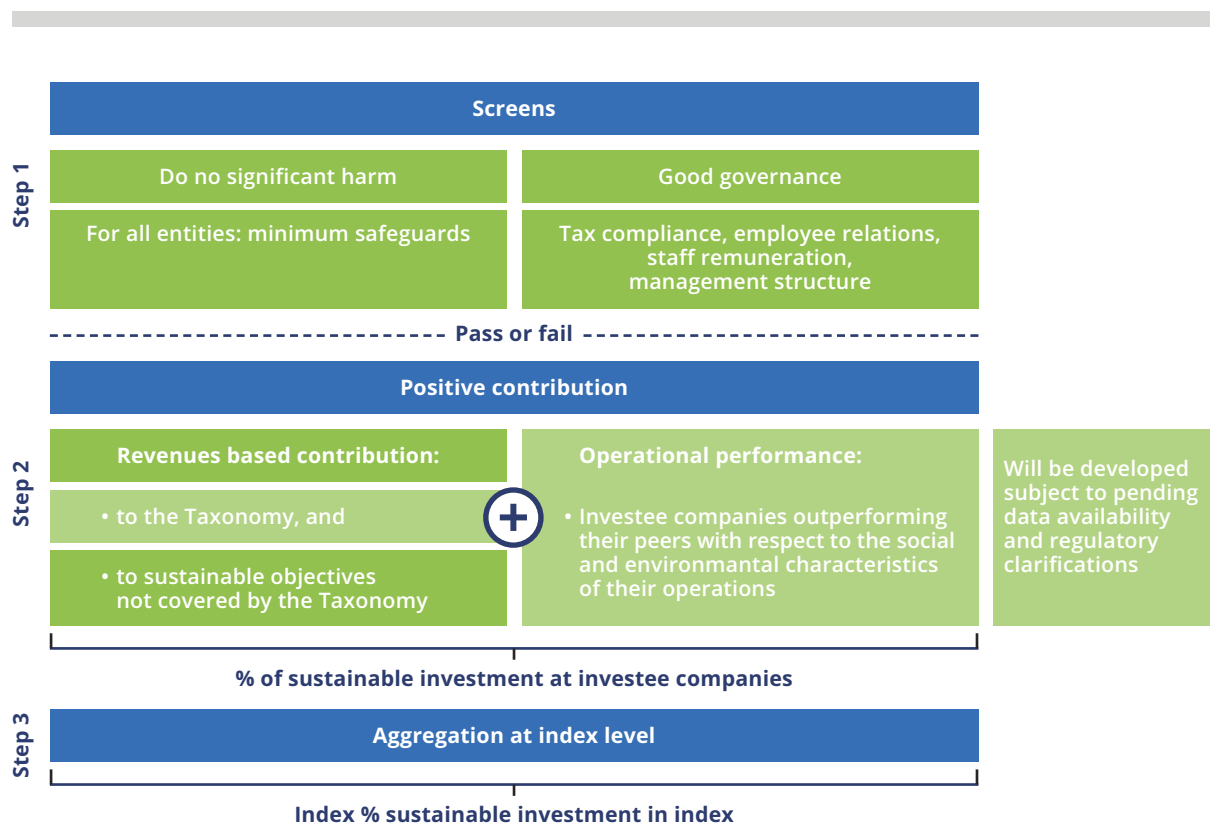 Screens
Step 1
Do no significant harm
Good governance
For all entities: minimum safeguards
Tax compliance, employee relations,
staff remuneration,
management structure
Pass or fail
Positive contribution
Step 2
Revenues based contribution:
• to the Taxonomy, and
• to sustainable objectives
not covered by the Taxonomy
+
Operational performance:
• Investee companies outperforming
their peers with respect to the social
and environmantal characteristics
of their operations
Will be developed
subject to pending
data availability
and regulatory
clarifications
% of sustainable investment at investee companies
Step 3
Aggregation at index level
Index % sustainable investment in index